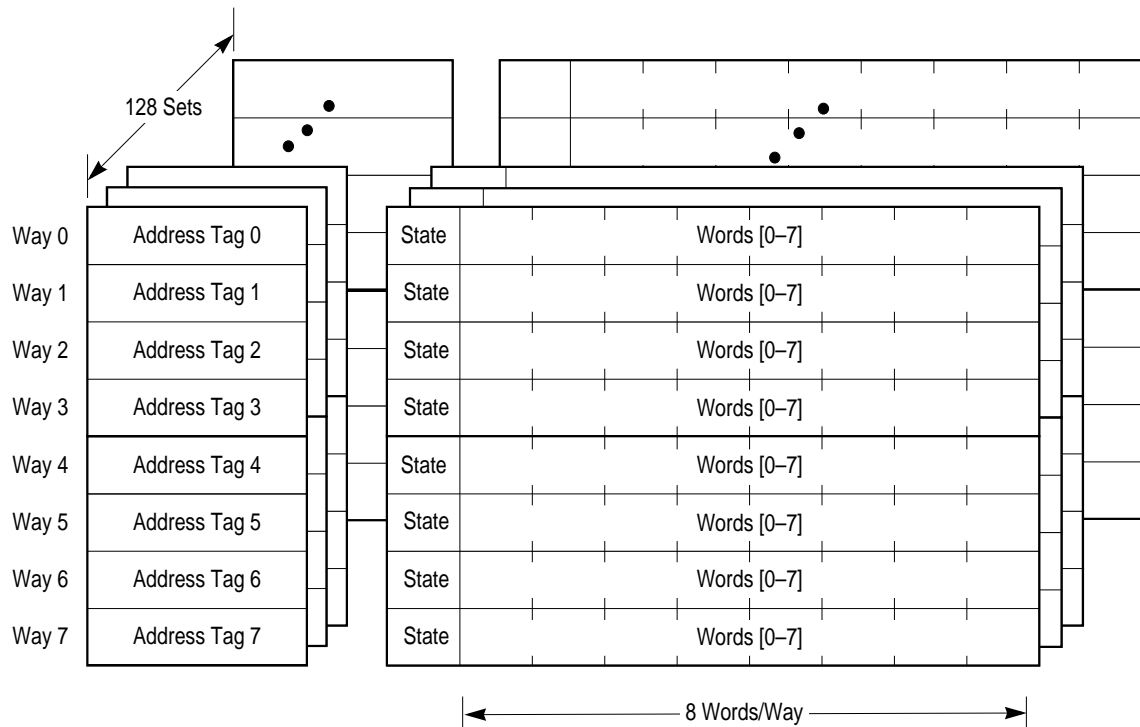 128 Sets
Way 0 Address Tag 0 State Words [0–7]
Way 1 Address Tag 1 State Words [0–7]
Way 2 Address Tag 2 State Words [0–7]
Way 3 Address Tag 3 State Words [0–7]
Way 4 Address Tag 4 State Words [0–7]
Way 5 Address Tag 5 State Words [0–7]
Way 6 Address Tag 6 State Words [0–7]
Way 7 Address Tag 7 State Words [0–7]
8 Words/Way